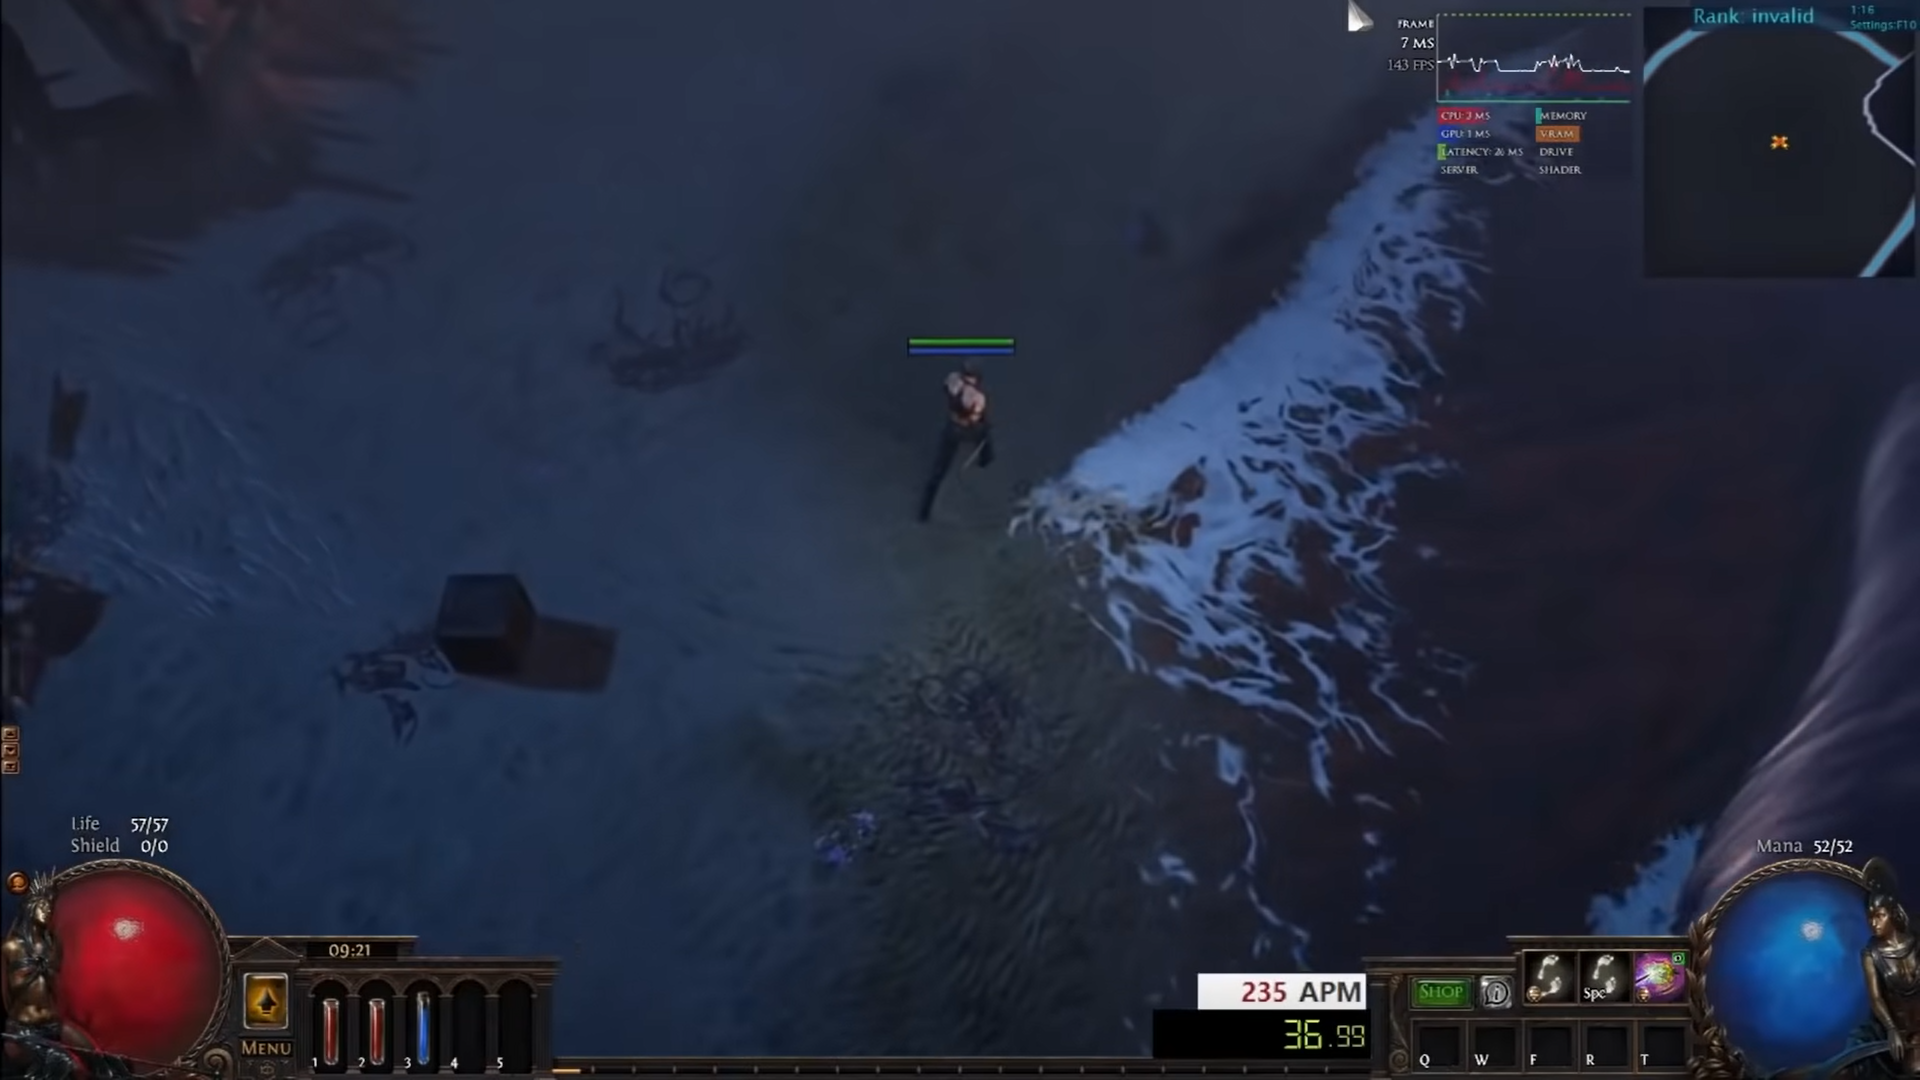 FRAME
7 MS
143 FPS
CPU: 3 MS
GPU: 1 MS
LATENCY: 26 MS
SERVER
MEMORY
VRAM
DRIVE
SHADER
Rank: invalid
1:16
Settings:F10
Life 57/57
Shield 0/0
Mana 52/52
09:21
MENU
1 2 3 4 5
235 APM
36.99
SHOP
Spc
Q W F R T